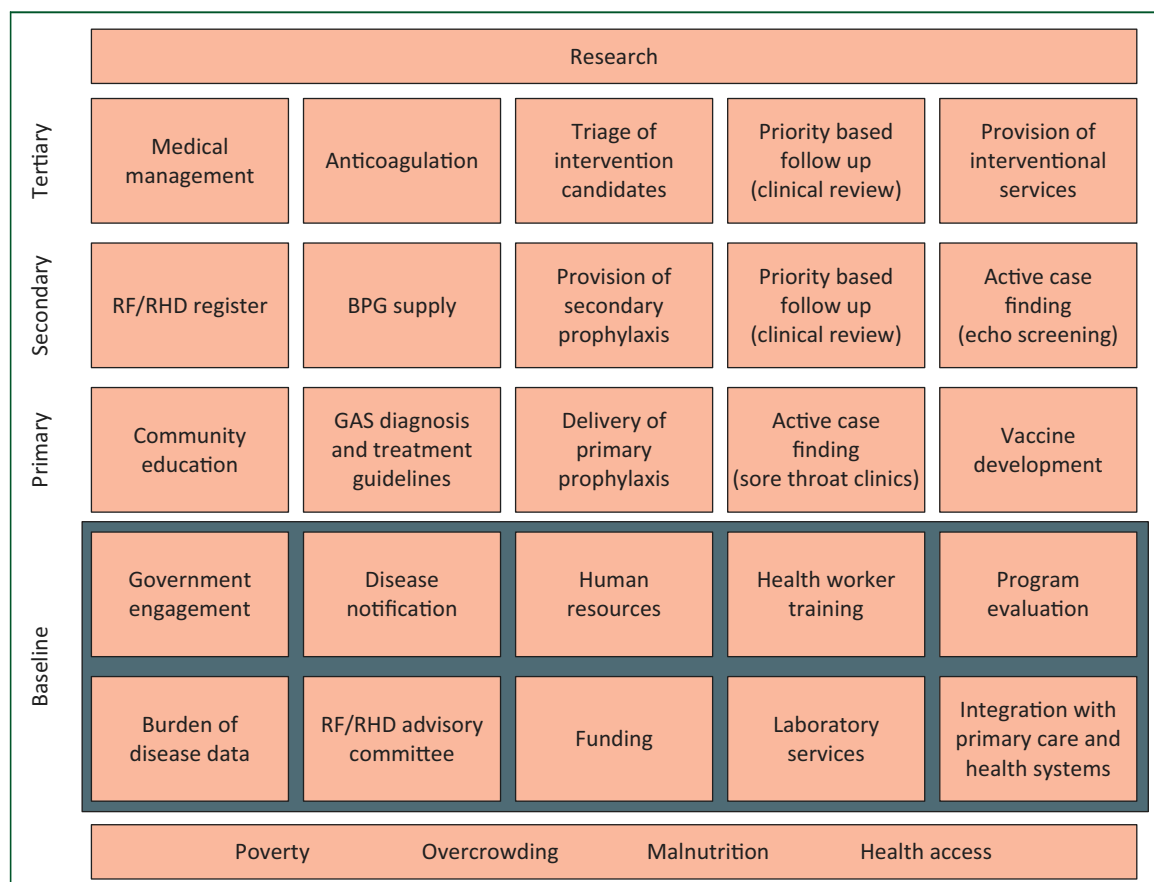 Research
Tertiary
Medical
management
Anticoagulation
Triage of
intervention
candidates
Priority based
follow up
(clinical review)
Provision of
interventional
services
Secondary
RF/RHD register
BPG supply
Provision of
secondary
prophylaxis
Priority based
follow up
(clinical review)
Active case
finding
(echo screening)
Primary
Community
education
GAS diagnosis
and treatment
guidelines
Delivery of
primary
prophylaxis
Active case
finding
(sore throat clinics)
Vaccine
development
Baseline
Government
engagement
Disease
notification
Human
resources
Health worker
training
Program
evaluation
Burden of
disease data
RF/RHD advisory
committee
Funding
Laboratory
services
Integration with
primary care and
health systems
Poverty Overcrowding Malnutrition Health access